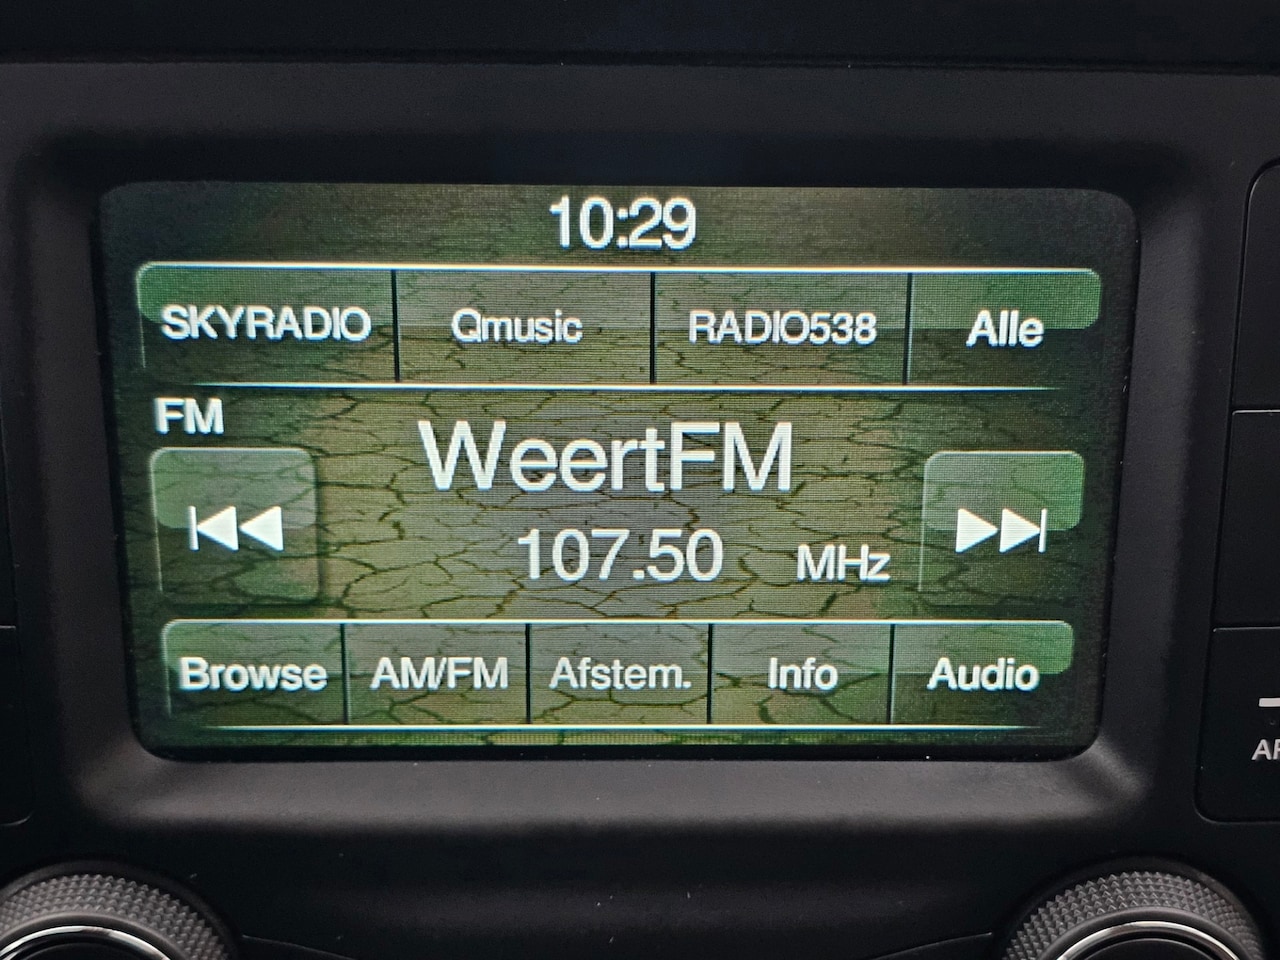 10:29
SKYRADIO Qmusic RADIO538 Alle
FM
WeertFM
107.50 MHz
Browse AM/FM Afstem. Info Audio